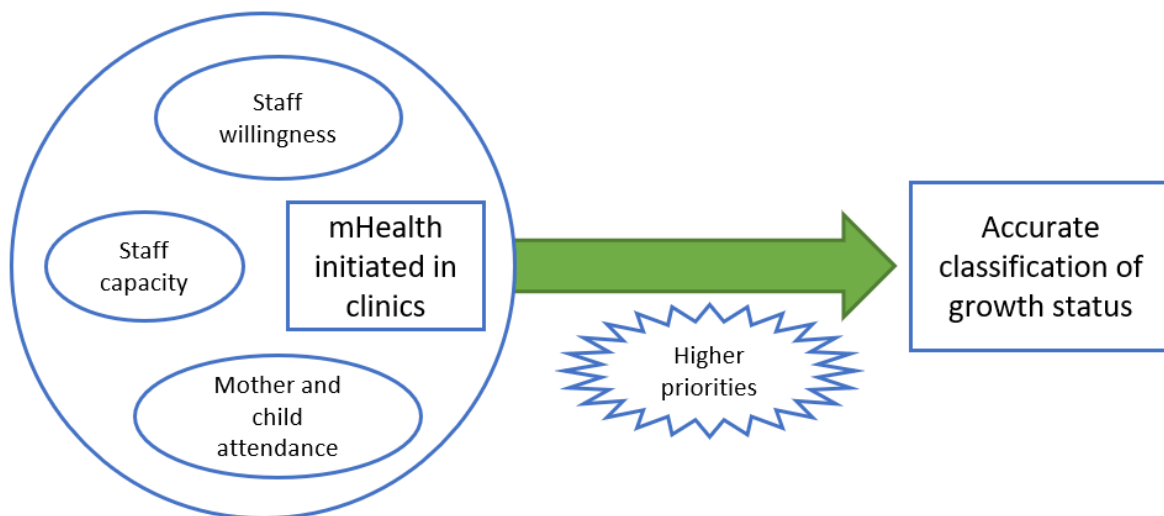 Staff
willingness
Staff
capacity
mHealth
initiated in
clinics
Mother and
child
attendance
Higher
priorities
Accurate
classification of
growth status